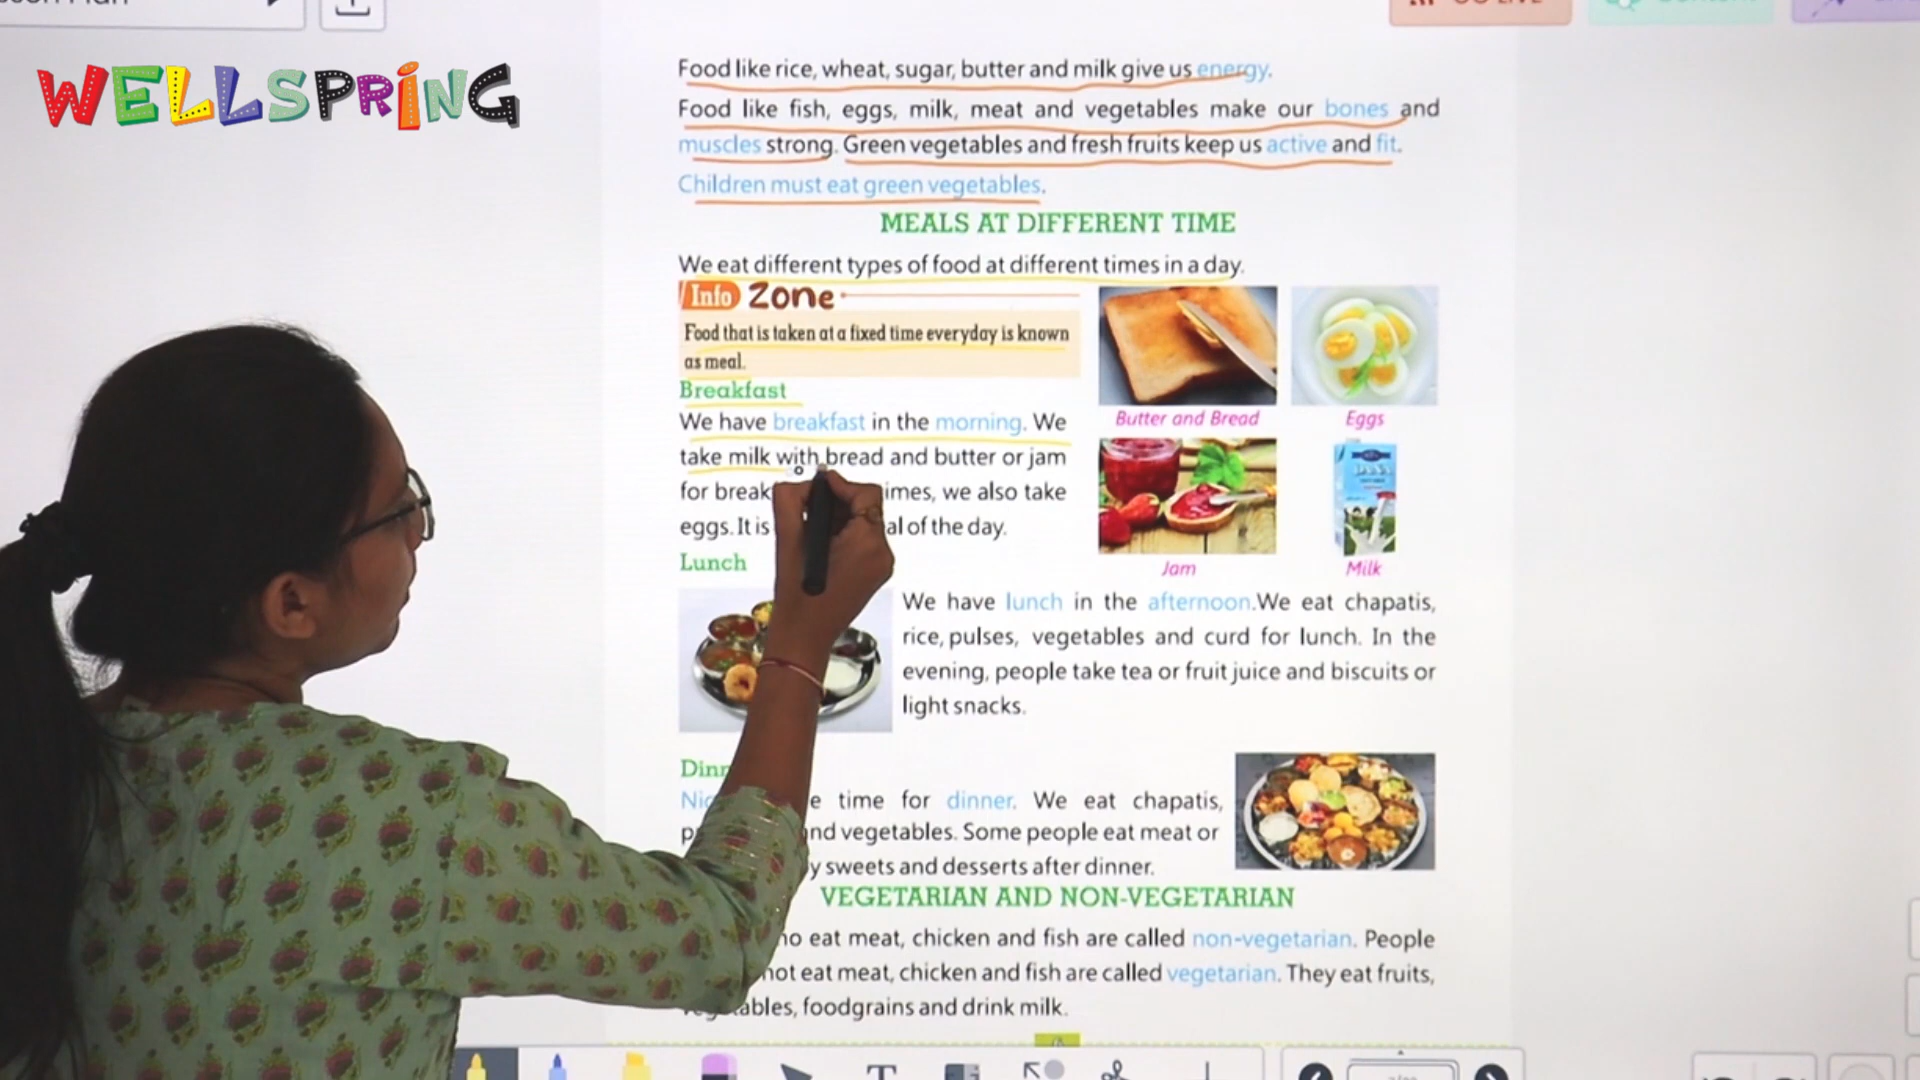 WELLSPRING
Food like rice, wheat, sugar, butter and milk give us energy.
Food like fish, eggs, milk, meat and vegetables make our bones and
muscles strong. Green vegetables and fresh fruits keep us active and fit.
Children must eat green vegetables.
MEALS AT DIFFERENT TIME
We eat different types of food at different times in a day.
Info Zone
Food that is taken at a fixed time everyday is known
as meal.
Breakfast
We have breakfast in the morning. We
take milk with bread and butter or jam
for we also take
eggs. It is of the day.
Butter and Bread
Eggs
Jam
Milk
Lunch
We have lunch in the afternoon.We eat chapatis,
rice, pulses, vegetables and curd for lunch. In the
evening, people take tea or fruit juice and biscuits or
light snacks.
time for dinner. We eat chapatis,
and vegetables. Some people eat meat or
sweets and desserts after dinner.
VEGETARIAN AND NON-VEGETARIAN
eat meat, chicken and fish are called non-vegetarian. People
not eat meat, chicken and fish are called vegetarian. They eat fruits,
foodgrains and drink milk.